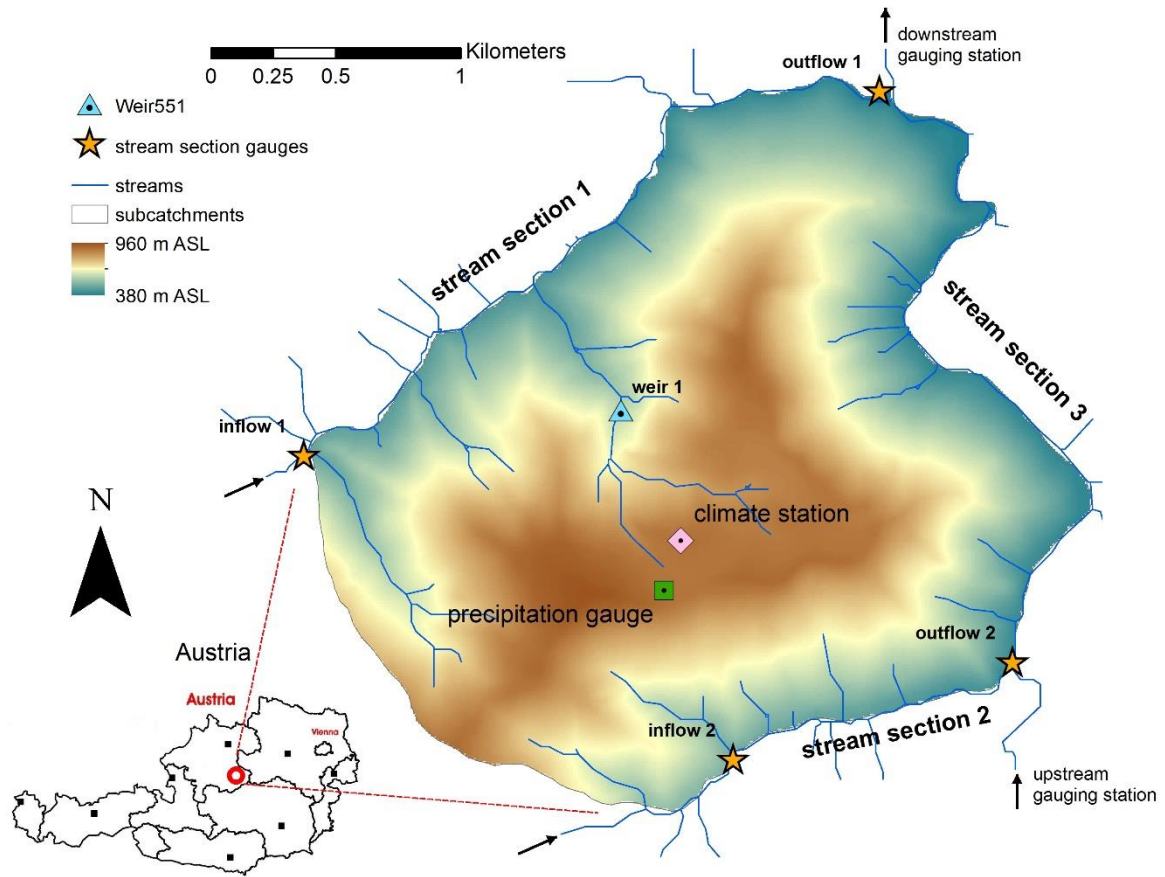 Kilometers
0 0.25 0.5 1
Weir551
stream section gauges
streams
subcatchments
960 m ASL
380 m ASL
downstream
gauging station
outflow 1
stream section 1
stream section 3
weir 1
inflow 1
N
climate station
precipitation gauge
outflow 2
inflow 2
stream section 2
upstream
gauging station
Austria
Austria
Vienna